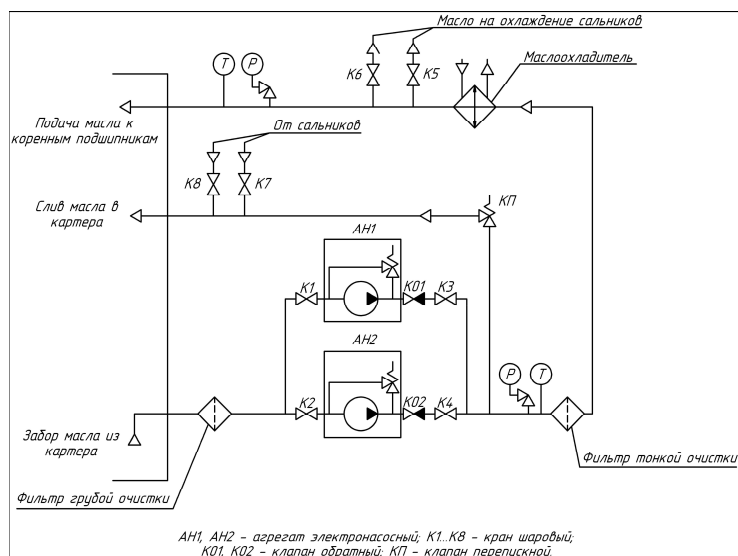 Масло на охлаждение сальников
Маслоохладитель
Т
Р
К6
К5
Подачи масли к
коренным подшипникам
От сальников
К8
К7
КП
Слив масла в
картера
АН1
К1
К01
К3
АН2
К2
К02
К4
Р
Т
Забор масла из
картера
Фильтр тонкой очистки
Фильтр грубой очистки
АН1, АН2 – агрегат электронасосный; К1...К8 – кран шаровый;
К01, К02 – клапан обратный; КП – клапан перепускной.